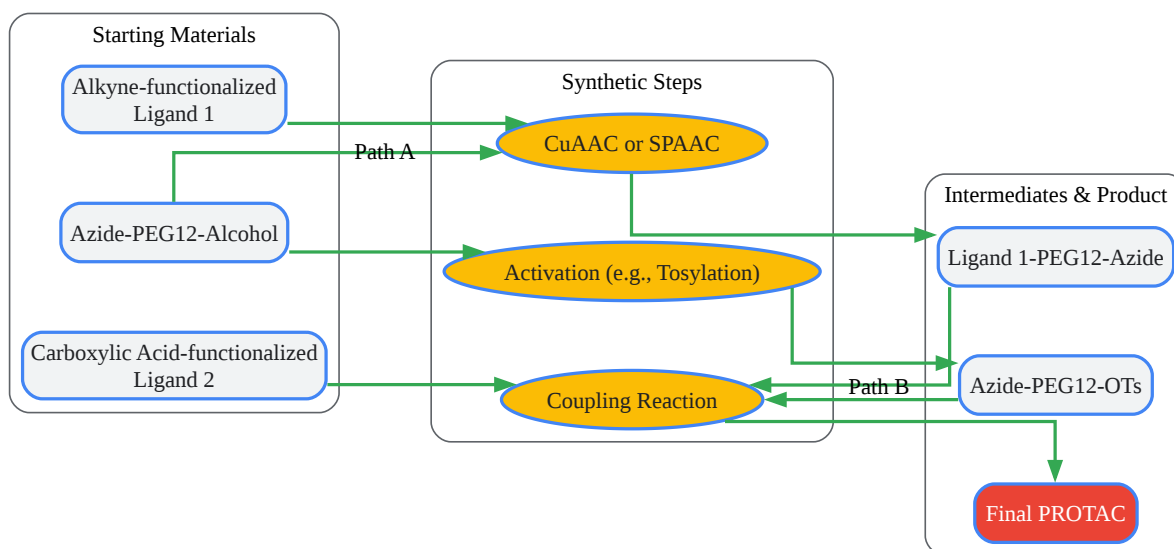 Starting Materials
Alkyne-functionalized
Ligand 1
Path A
Azide-PEG12-Alcohol
Carboxylic Acid-functionalized
Ligand 2
Synthetic Steps
CuAAC or SPAAC
Activation (e.g., Tosylation)
Coupling Reaction
Path B
Intermediates & Product
Ligand 1-PEG12-Azide
Azide-PEG12-OTs
Final PROTAC